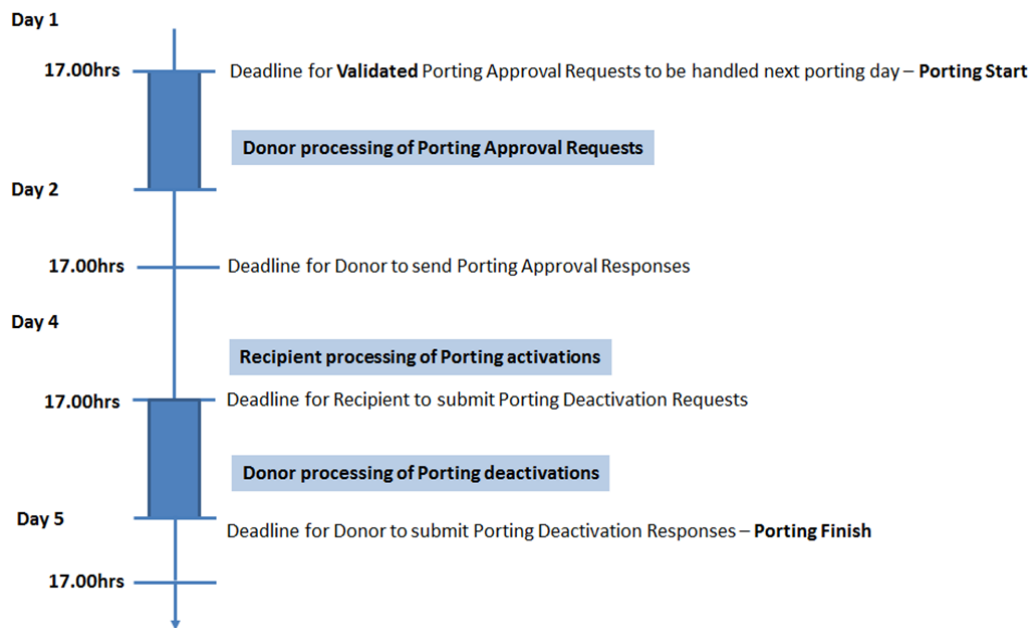 Day 1
17.00hrs Deadline for Validated Porting Approval Requests to be handled next porting day – Porting Start
Donor processing of Porting Approval Requests
Day 2
17.00hrs Deadline for Donor to send Porting Approval Responses
Day 4
Recipient processing of Porting activations
17.00hrs Deadline for Recipient to submit Porting Deactivation Requests
Donor processing of Porting deactivations
Day 5
Deadline for Donor to submit Porting Deactivation Responses – Porting Finish
17.00hrs